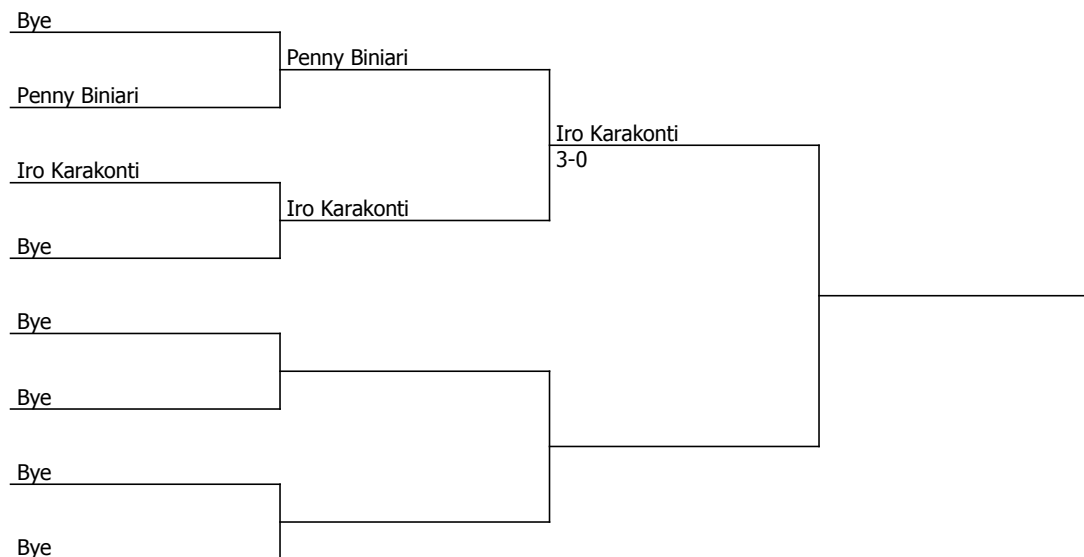 Bye
Penny Biniari
Penny Biniari
Iro Karakonti
3-0
Iro Karakonti
Iro Karakonti
Bye
Bye
Bye
Bye
Bye